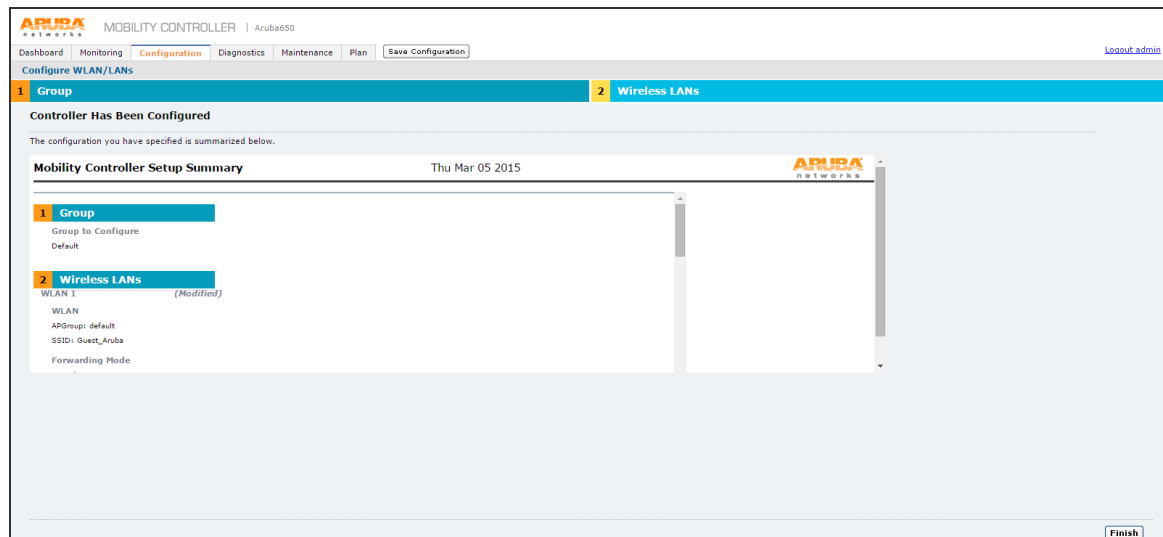 ARUBA networks MOBILITY CONTROLLER | Aruba650
Dashboard Monitoring Configuration Diagnostics Maintenance Plan Save Configuration Logout admin
Configure WLAN/LANs
1 Group 2 Wireless LANs
Controller Has Been Configured
The configuration you have specified is summarized below.
Mobility Controller Setup Summary Thu Mar 05 2015 ARUBA networks
1 Group
Group to Configure
Default
2 Wireless LANs
WLAN 1 (Modified)
WLAN
APGroup: default
SSID: Guest_Aruba
Forwarding Mode
Finish